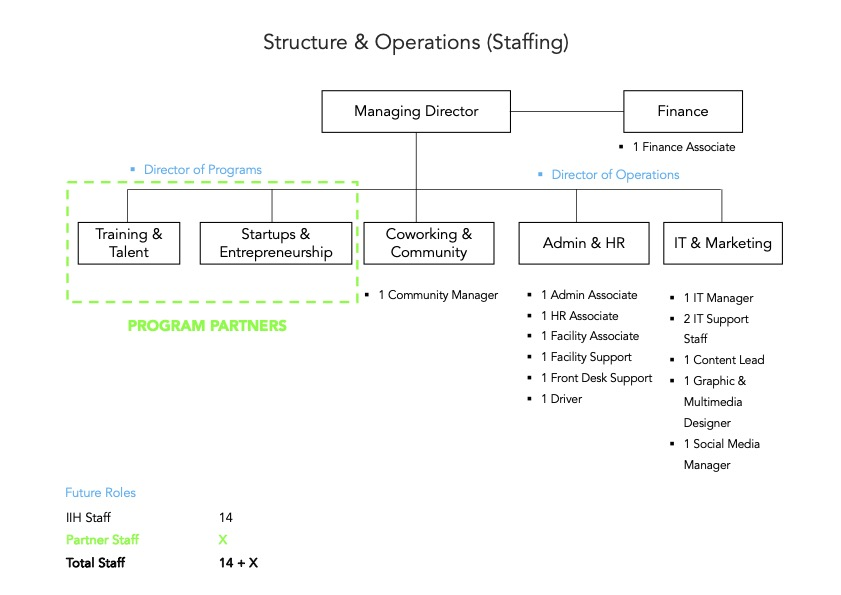 Structure & Operations (Staffing)
Managing Director
Finance
▪ 1 Finance Associate
▪ Director of Programs
▪ Director of Operations
Training &
Talent
Startups &
Entrepreneurship
Coworking &
Community
Admin & HR
IT & Marketing
PROGRAM PARTNERS
▪ 1 Community Manager
▪ 1 Admin Associate
▪ 1 HR Associate
▪ 1 Facility Associate
▪ 1 Facility Support
▪ 1 Front Desk Support
▪ 1 Driver
▪ 1 IT Manager
▪ 2 IT Support
Staff
▪ 1 Content Lead
▪ 1 Graphic &
Multimedia
Designer
▪ 1 Social Media
Manager
Future Roles
IIH Staff 14
Partner Staff X
Total Staff 14 + X